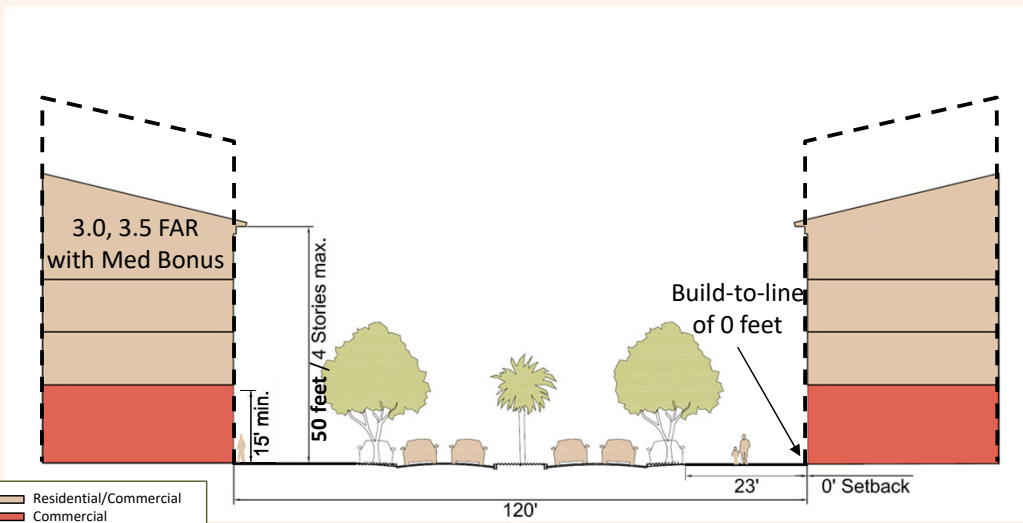 3.0, 3.5 FAR
with Med Bonus
50 feet / 4 Stories max.
15' min.
Build-to-line
of 0 feet
23'
0' Setback
120'
Residential/Commercial
Commercial